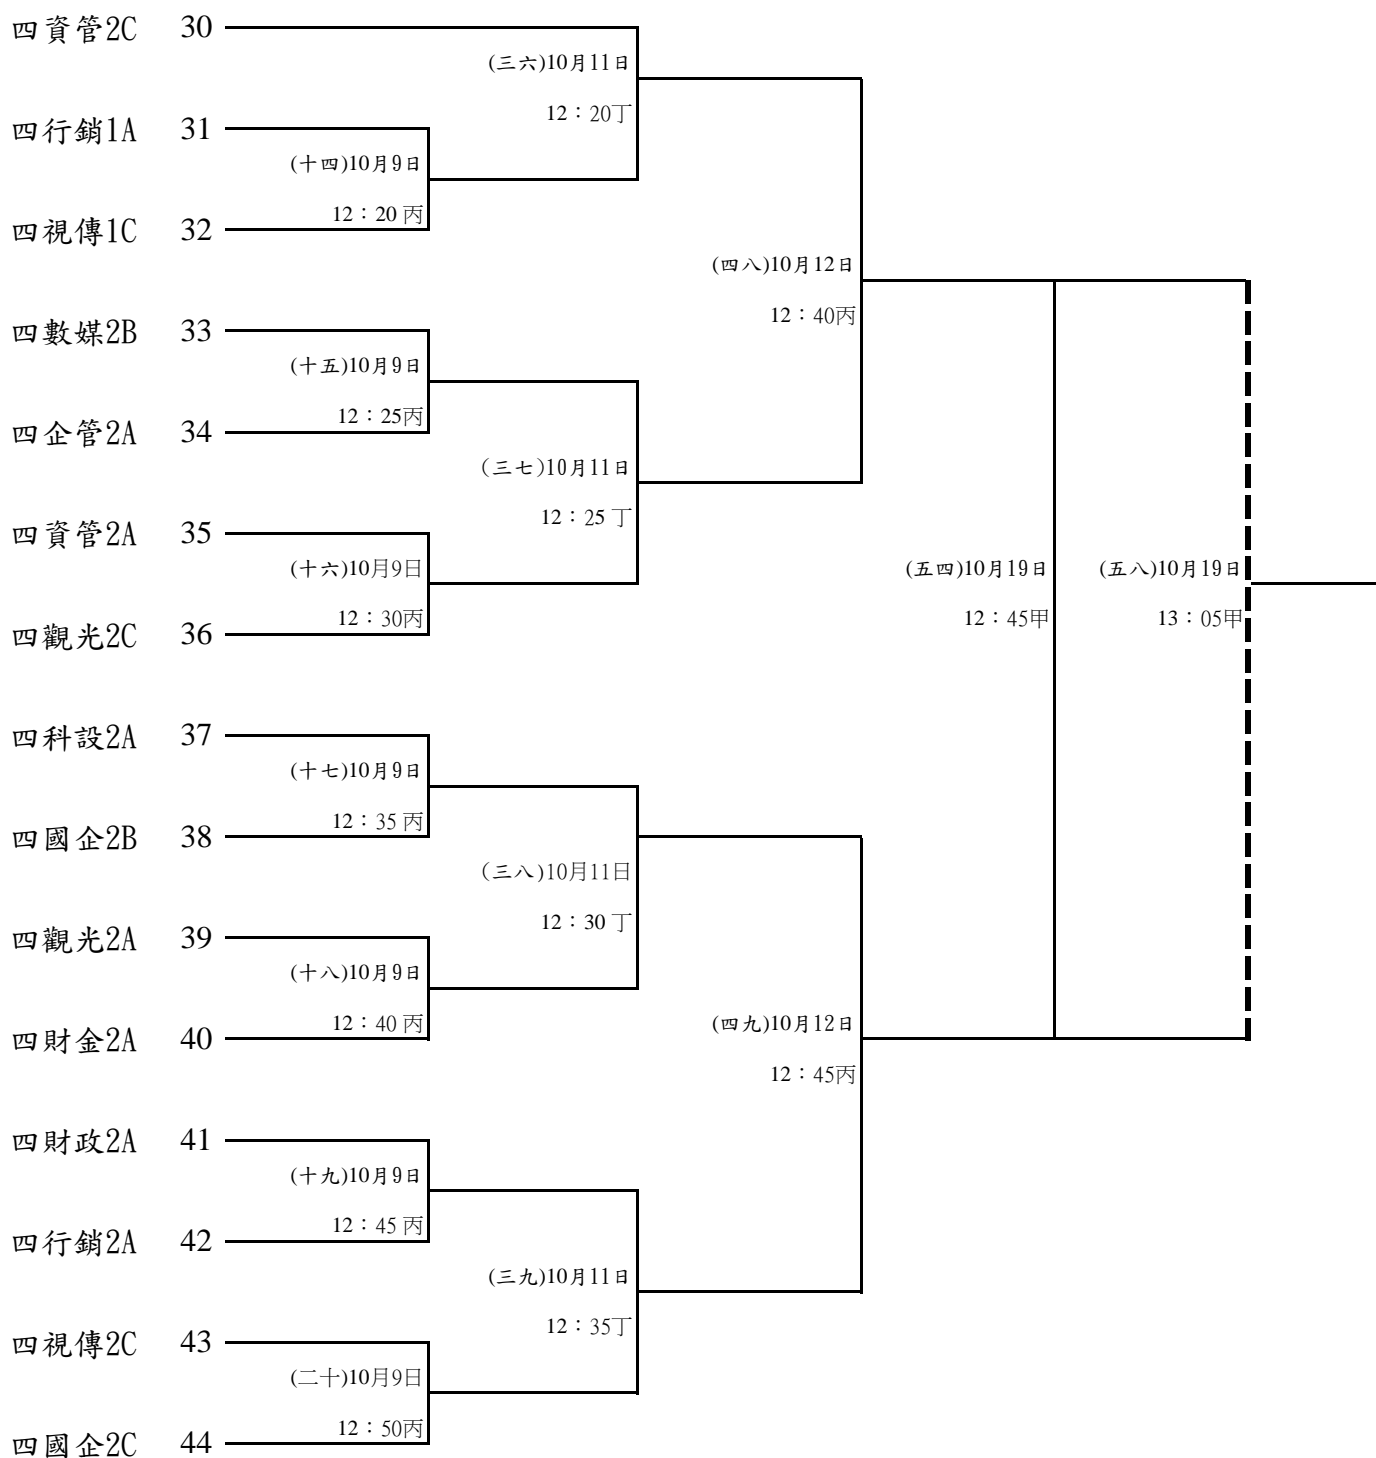 四資管2C 30
(三六)10月11日
12：20丁
四行銷1A 31
(十四)10月9日
12：20 丙
四視傳1C 32
(四八)10月12日
12：40丙
四數媒2B 33
(十五)10月9日
12：25丙
四企管2A 34
(三七)10月11日
12：25 丁
四資管2A 35
(十六)10月9日
12：30丙
四觀光2C 36
(五四)10月19日
12：45甲
(五八)10月19日
13：05甲
四科設2A 37
(十七)10月9日
12：35 丙
四國企2B 38
(三八)10月11日
12：30 丁
四觀光2A 39
(十八)10月9日
12：40 丙
四財金2A 40
(四九)10月12日
12：45丙
四財政2A 41
(十九)10月9日
12：45 丙
四行銷2A 42
(三九)10月11日
12：35丁
四視傳2C 43
(二十)10月9日
12：50丙
四國企2C 44